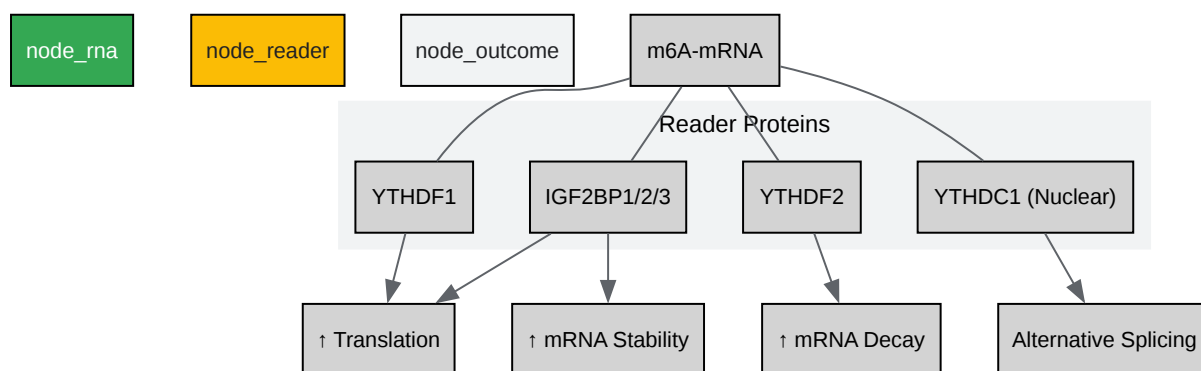 node_rna
node_reader
node_outcome
m6A-mRNA
Reader Proteins
YTHDF1
IGF2BP1/2/3
YTHDF2
YTHDC1 (Nuclear)
↑ Translation
↑ mRNA Stability
↑ mRNA Decay
Alternative Splicing